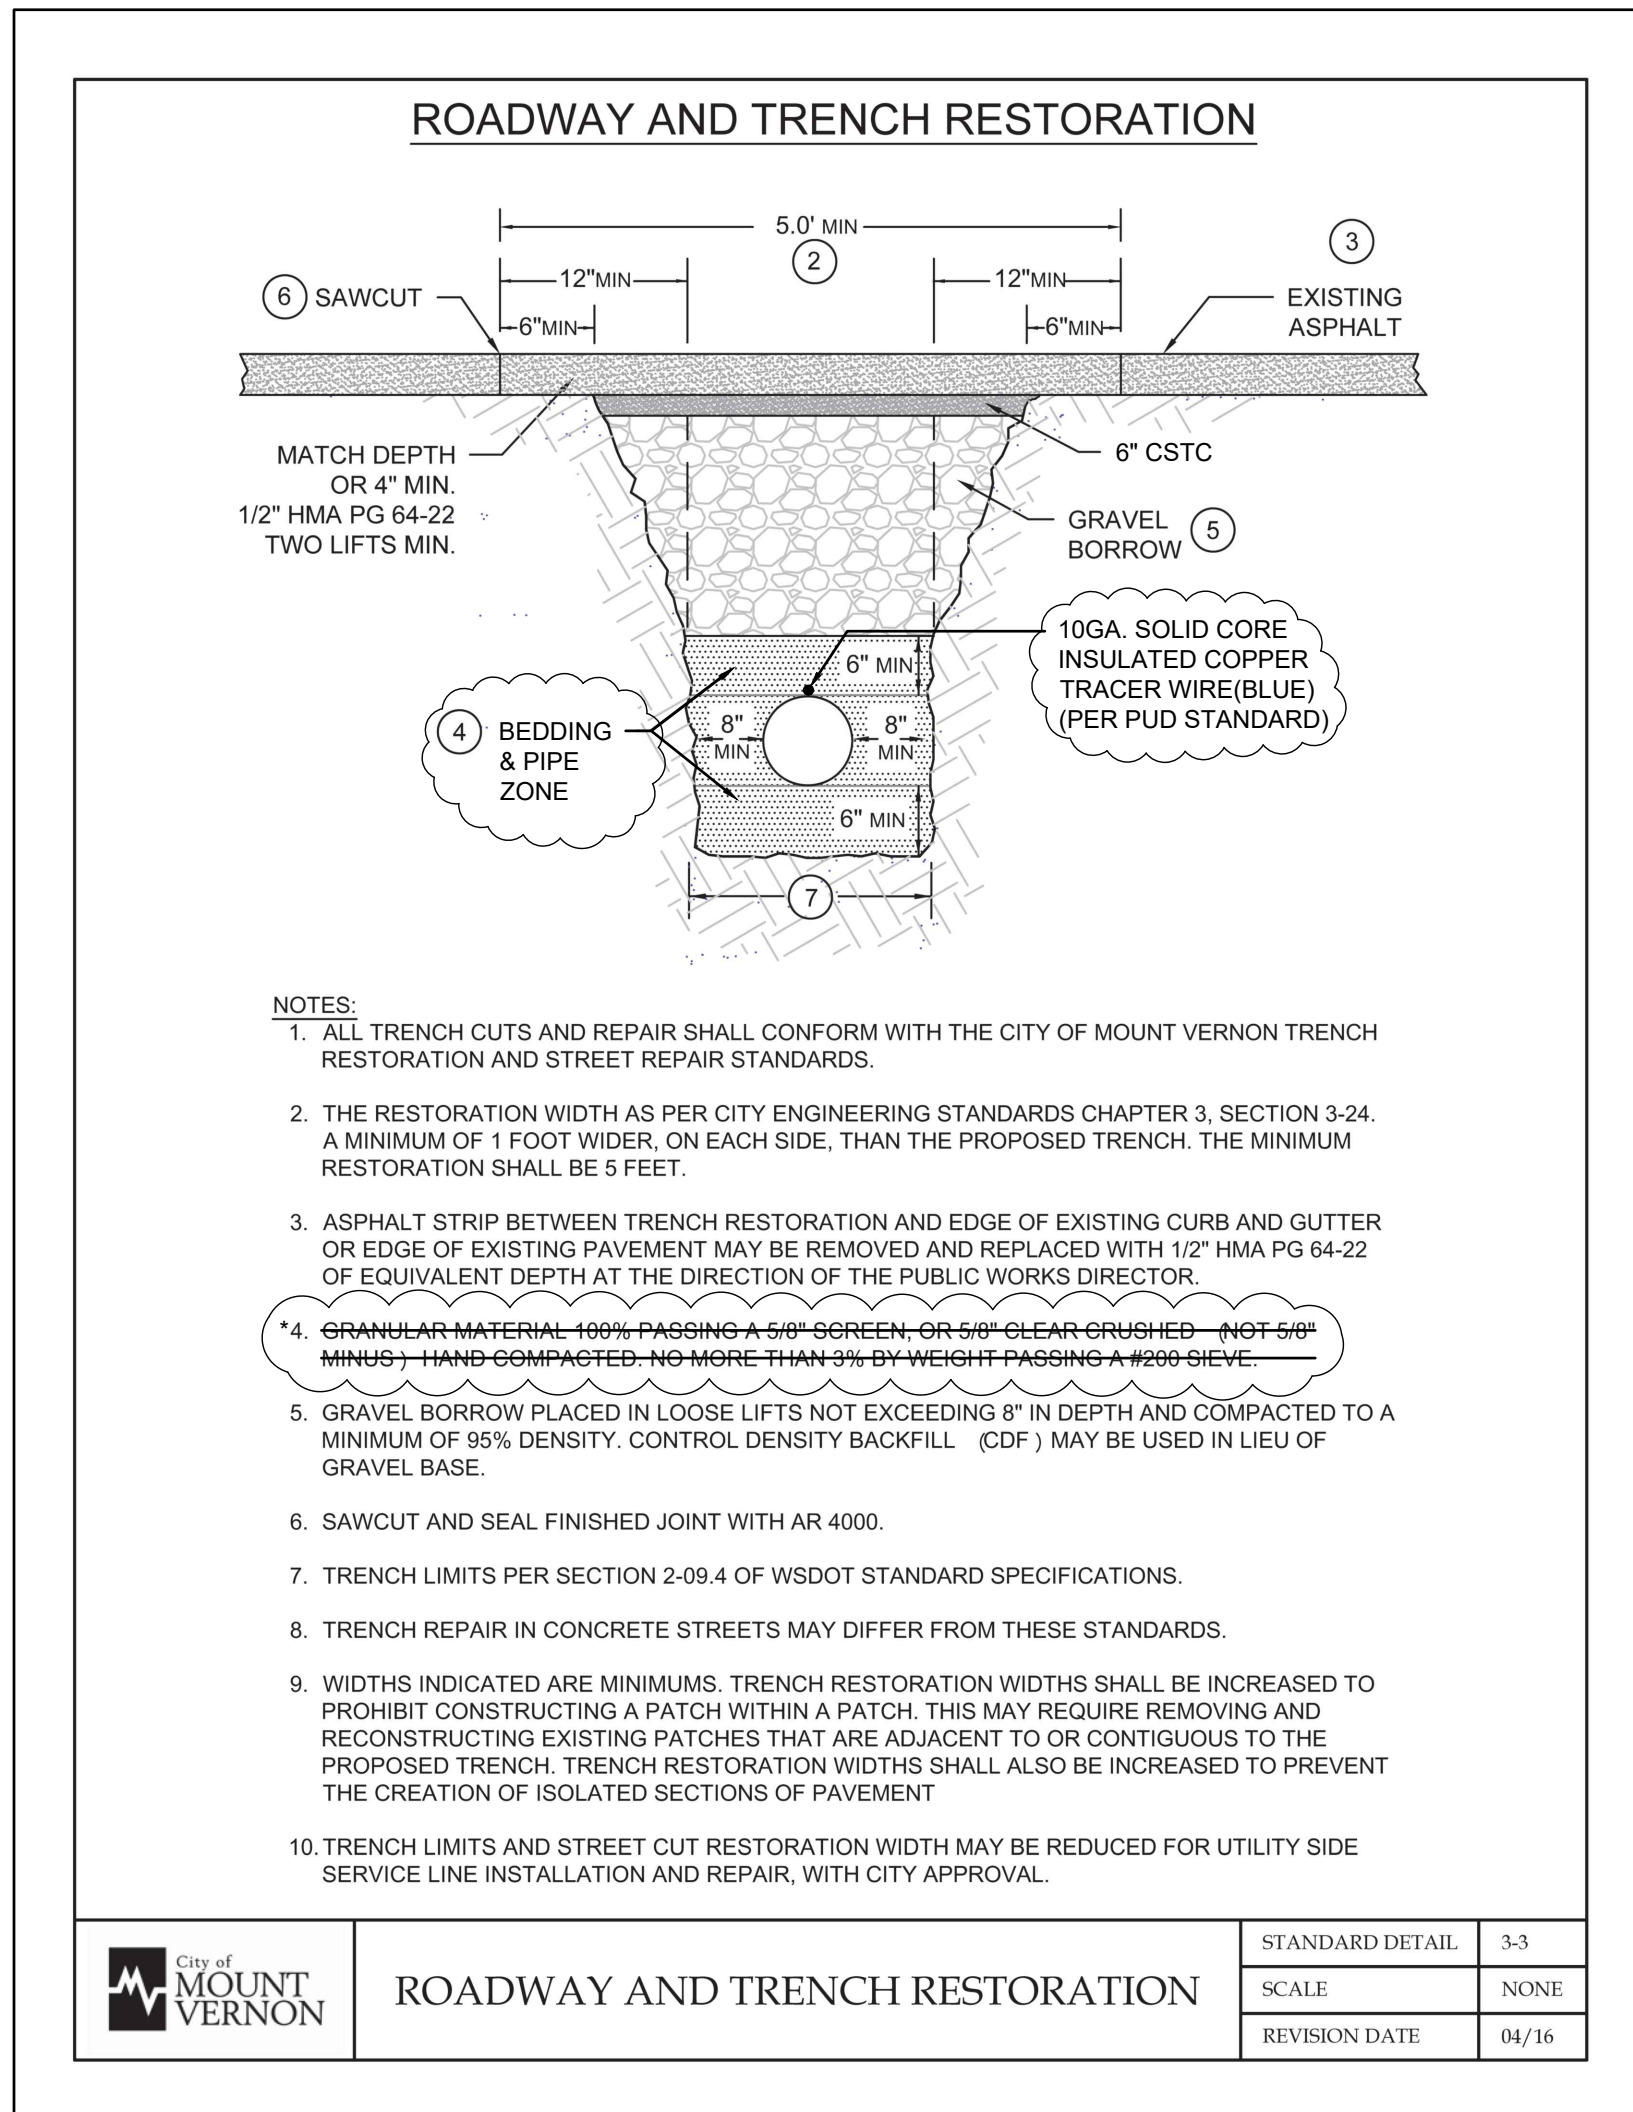 ROADWAY AND TRENCH RESTORATION
5.0' MIN
2
3
12"MIN
12"MIN
6 SAWCUT
EXISTING
ASPHALT
6"MIN
6"MIN
MATCH DEPTH
OR 4" MIN.
1/2" HMA PG 64-22
TWO LIFTS MIN.
6" CSTC
GRAVEL
BORROW
5
10GA. SOLID CORE
INSULATED COPPER
TRACER WIRE(BLUE)
(PER PUD STANDARD)
6" MIN
4 BEDDING
& PIPE
ZONE
8"
MIN
8"
MIN
6" MIN
7
NOTES:
1. ALL TRENCH CUTS AND REPAIR SHALL CONFORM WITH THE CITY OF MOUNT VERNON TRENCH
RESTORATION AND STREET REPAIR STANDARDS.
2. THE RESTORATION WIDTH AS PER CITY ENGINEERING STANDARDS CHAPTER 3, SECTION 3-24.
A MINIMUM OF 1 FOOT WIDER, ON EACH SIDE, THAN THE PROPOSED TRENCH. THE MINIMUM
RESTORATION SHALL BE 5 FEET.
3. ASPHALT STRIP BETWEEN TRENCH RESTORATION AND EDGE OF EXISTING CURB AND GUTTER
OR EDGE OF EXISTING PAVEMENT MAY BE REMOVED AND REPLACED WITH 1/2" HMA PG 64-22
OF EQUIVALENT DEPTH AT THE DIRECTION OF THE PUBLIC WORKS DIRECTOR.
*4. GRANULAR MATERIAL 100% PASSING A 5/8" SCREEN, OR 5/8" CLEAR CRUSHED (NOT 5/8"
MINUS ) HAND COMPACTED. NO MORE THAN 3% BY WEIGHT PASSING A #200 SIEVE.
5. GRAVEL BORROW PLACED IN LOOSE LIFTS NOT EXCEEDING 8" IN DEPTH AND COMPACTED TO A
MINIMUM OF 95% DENSITY. CONTROL DENSITY BACKFILL (CDF ) MAY BE USED IN LIEU OF
GRAVEL BASE.
6. SAWCUT AND SEAL FINISHED JOINT WITH AR 4000.
7. TRENCH LIMITS PER SECTION 2-09.4 OF WSDOT STANDARD SPECIFICATIONS.
8. TRENCH REPAIR IN CONCRETE STREETS MAY DIFFER FROM THESE STANDARDS.
9. WIDTHS INDICATED ARE MINIMUMS. TRENCH RESTORATION WIDTHS SHALL BE INCREASED TO
PROHIBIT CONSTRUCTING A PATCH WITHIN A PATCH. THIS MAY REQUIRE REMOVING AND
RECONSTRUCTING EXISTING PATCHES THAT ARE ADJACENT TO OR CONTIGUOUS TO THE
PROPOSED TRENCH. TRENCH RESTORATION WIDTHS SHALL ALSO BE INCREASED TO PREVENT
THE CREATION OF ISOLATED SECTIONS OF PAVEMENT
10. TRENCH LIMITS AND STREET CUT RESTORATION WIDTH MAY BE REDUCED FOR UTILITY SIDE
SERVICE LINE INSTALLATION AND REPAIR, WITH CITY APPROVAL.
City of
MOUNT
VERNON
ROADWAY AND TRENCH RESTORATION
STANDARD DETAIL 3-3
SCALE NONE
REVISION DATE 04/16